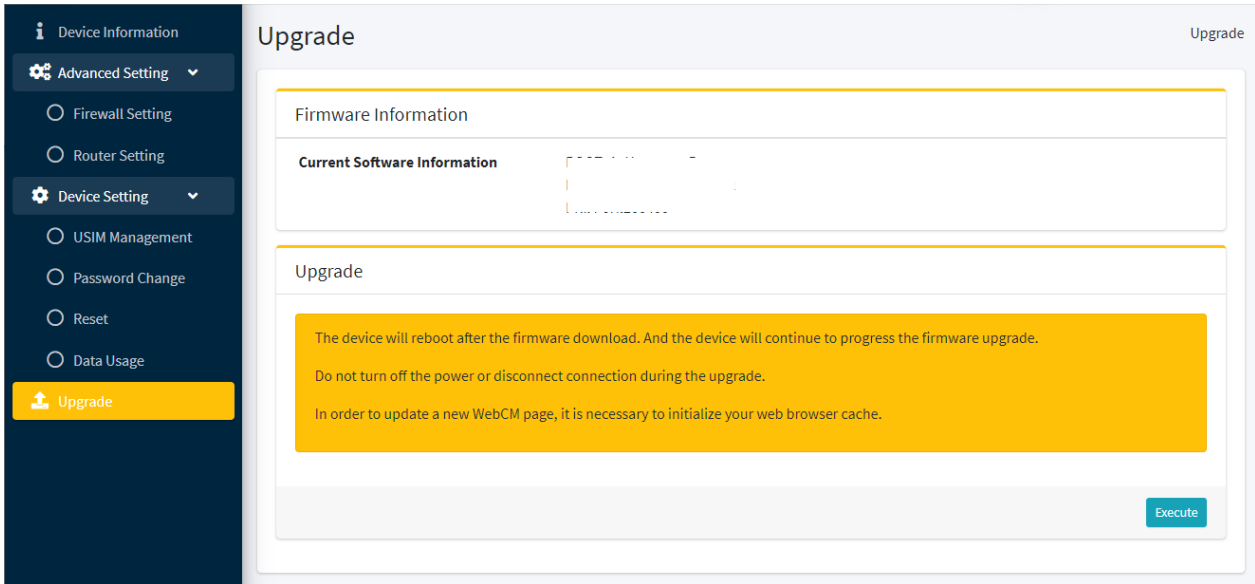 Device Information
Advanced Setting
Firewall Setting
Router Setting
Device Setting
USIM Management
Password Change
Reset
Data Usage
Upgrade
Upgrade
Upgrade
Firmware Information
Current Software Information
Upgrade
The device will reboot after the firmware download. And the device will continue to progress the firmware upgrade.
Do not turn off the power or disconnect connection during the upgrade.
In order to update a new WebCM page, it is necessary to initialize your web browser cache.
Execute